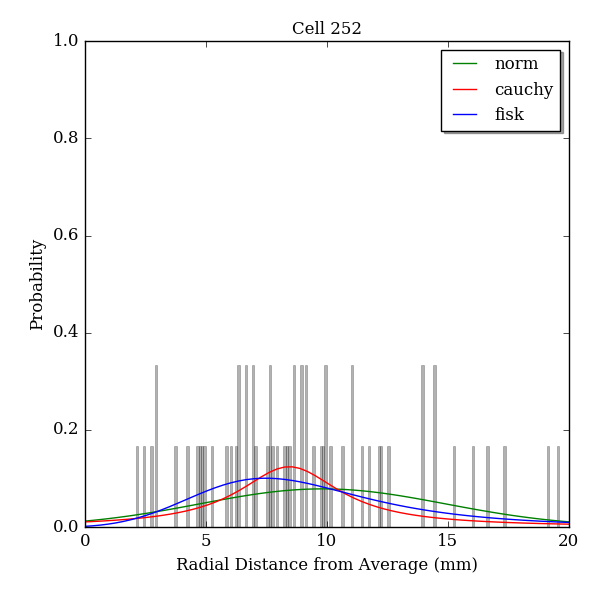 Cell 252
norm
cauchy
fisk
Probability
1.0
0.8
0.6
0.4
0.2
0.0
0 5 10 15 20
Radial Distance from Average (mm)